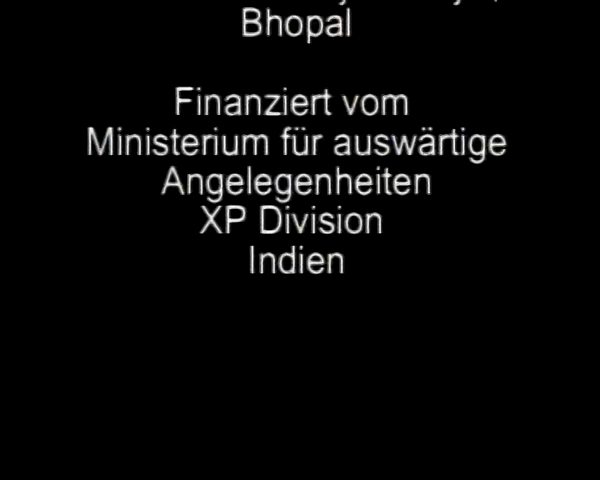 Bhopal
Finanziert vom
Ministerium für auswärtige
Angelegenheiten
XP Division
Indien